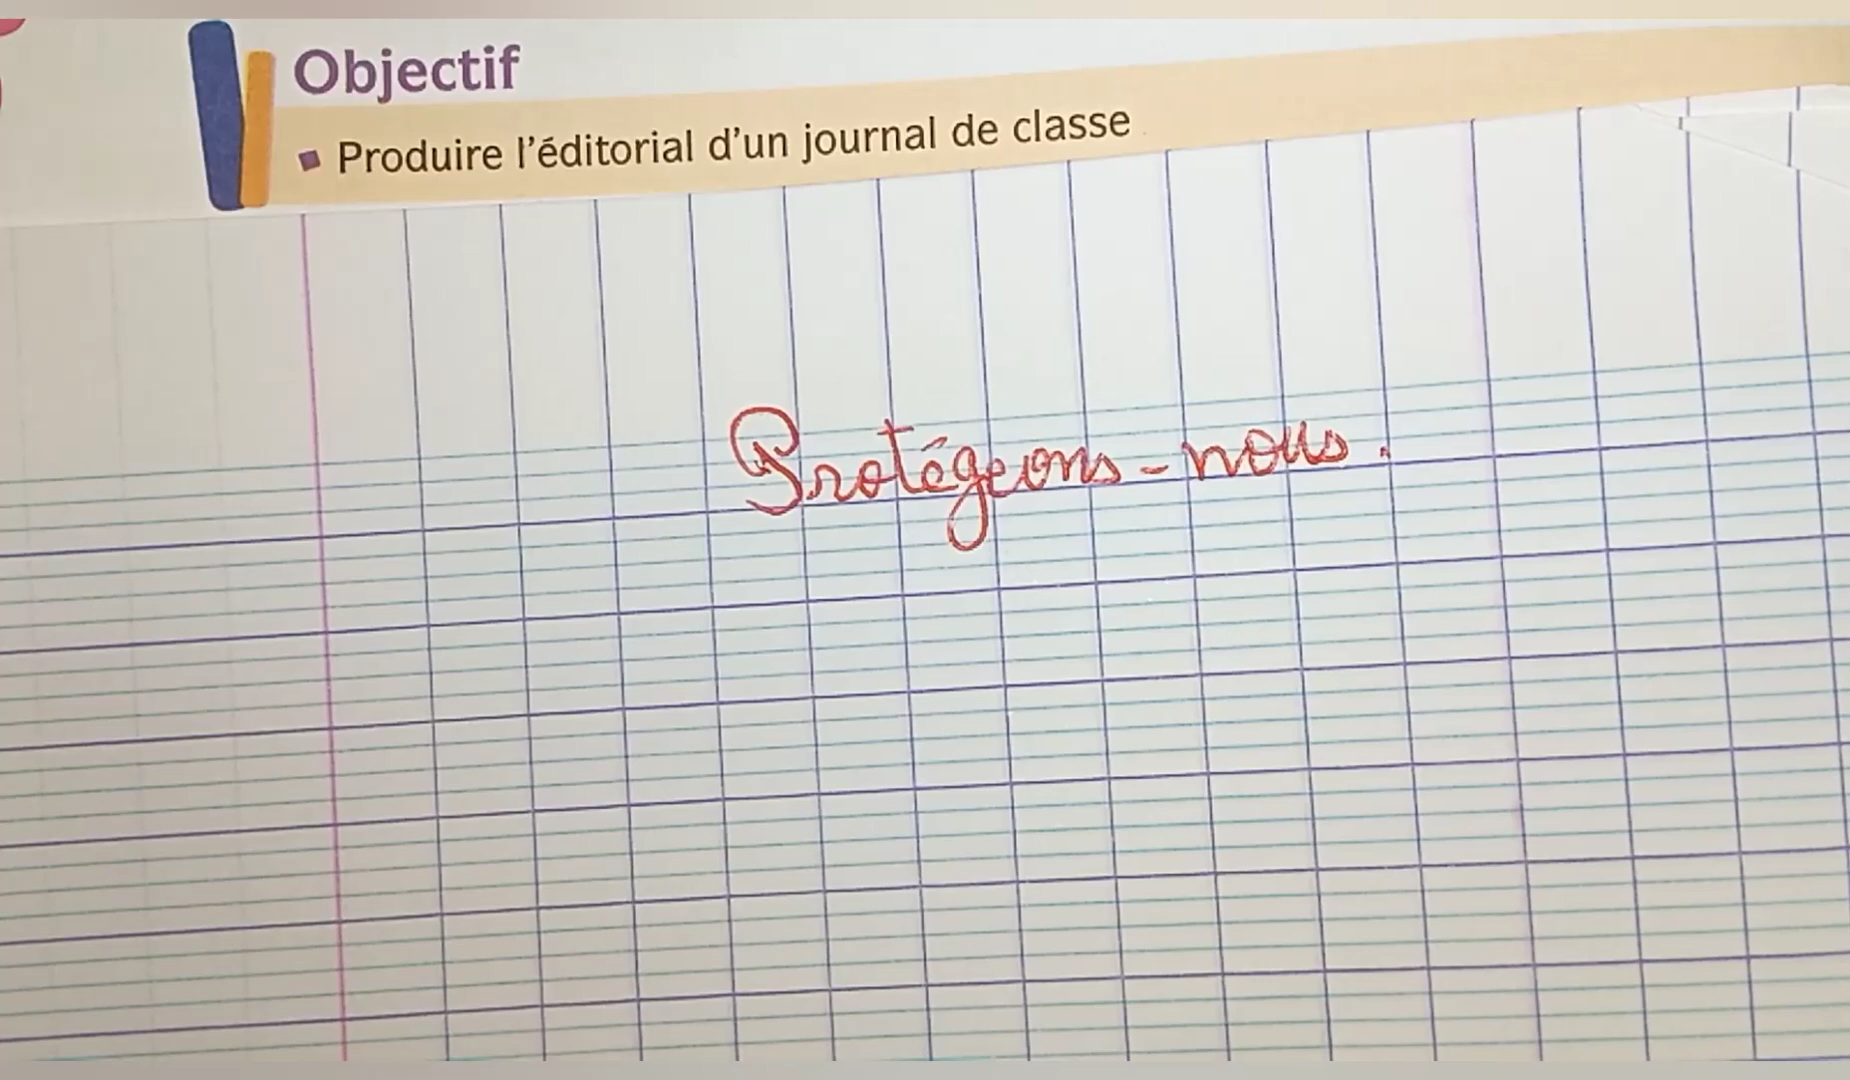 Objectif
▪ Produire l'éditorial d'un journal de classe
Protégeons-nous.